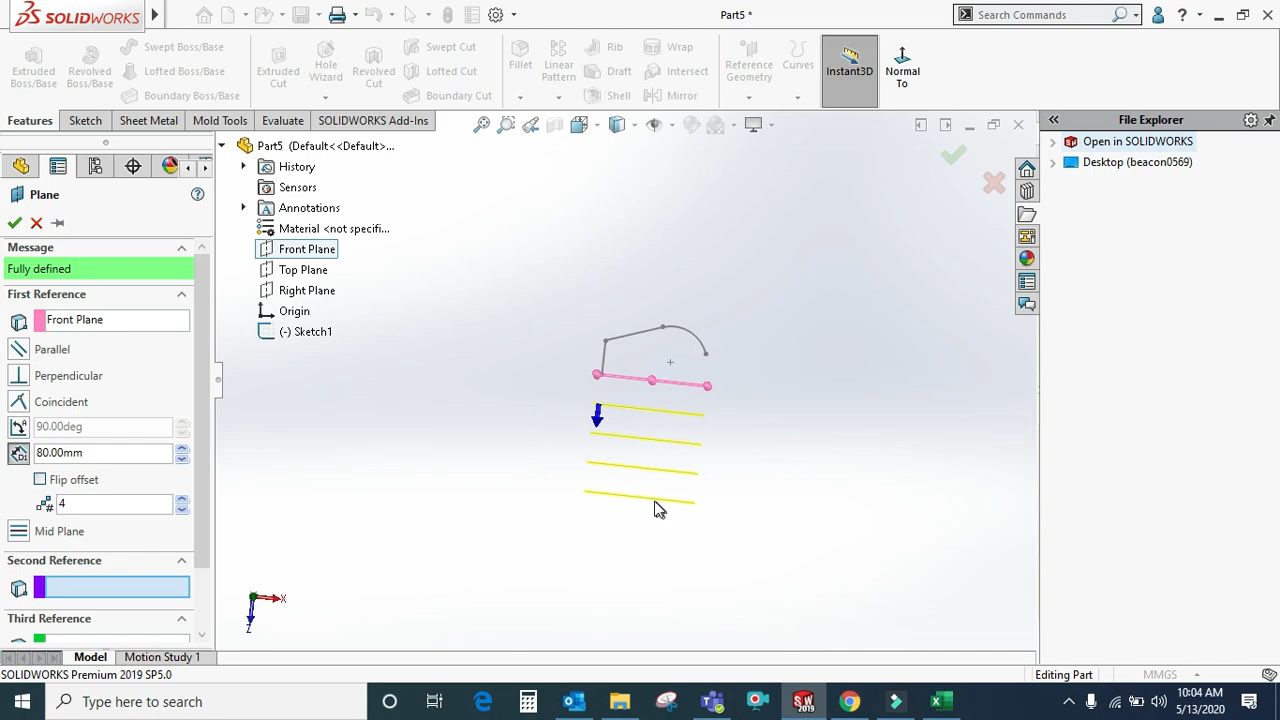 SOLIDWORKS
Part5 *
Search Commands
Extruded Boss/Base
Revolved Boss/Base
Swept Boss/Base
Lofted Boss/Base
Boundary Boss/Base
Extruded Cut
Hole Wizard
Revolved Cut
Swept Cut
Lofted Cut
Boundary Cut
Fillet
Linear Pattern
Rib
Draft
Shell
Wrap
Intersect
Mirror
Reference Geometry
Curves
Instant3D
Normal To
Features
Sketch
Sheet Metal
Mold Tools
Evaluate
SOLIDWORKS Add-Ins
File Explorer
Open in SOLIDWORKS
Desktop (beacon0569)
Part5 (Default<<Default>...
History
Sensors
Annotations
Material <not specifi...
Front Plane
Top Plane
Right Plane
Origin
(-) Sketch1
Plane
Message
Fully defined
First Reference
Front Plane
Parallel
Perpendicular
Coincident
90.00deg
80.00mm
Flip offset
4
Mid Plane
Second Reference
Third Reference
X
Z
Model
Motion Study 1
SOLIDWORKS Premium 2019 SP5.0
Editing Part
MMGS
Type here to search
10:04 AM
5/13/2020